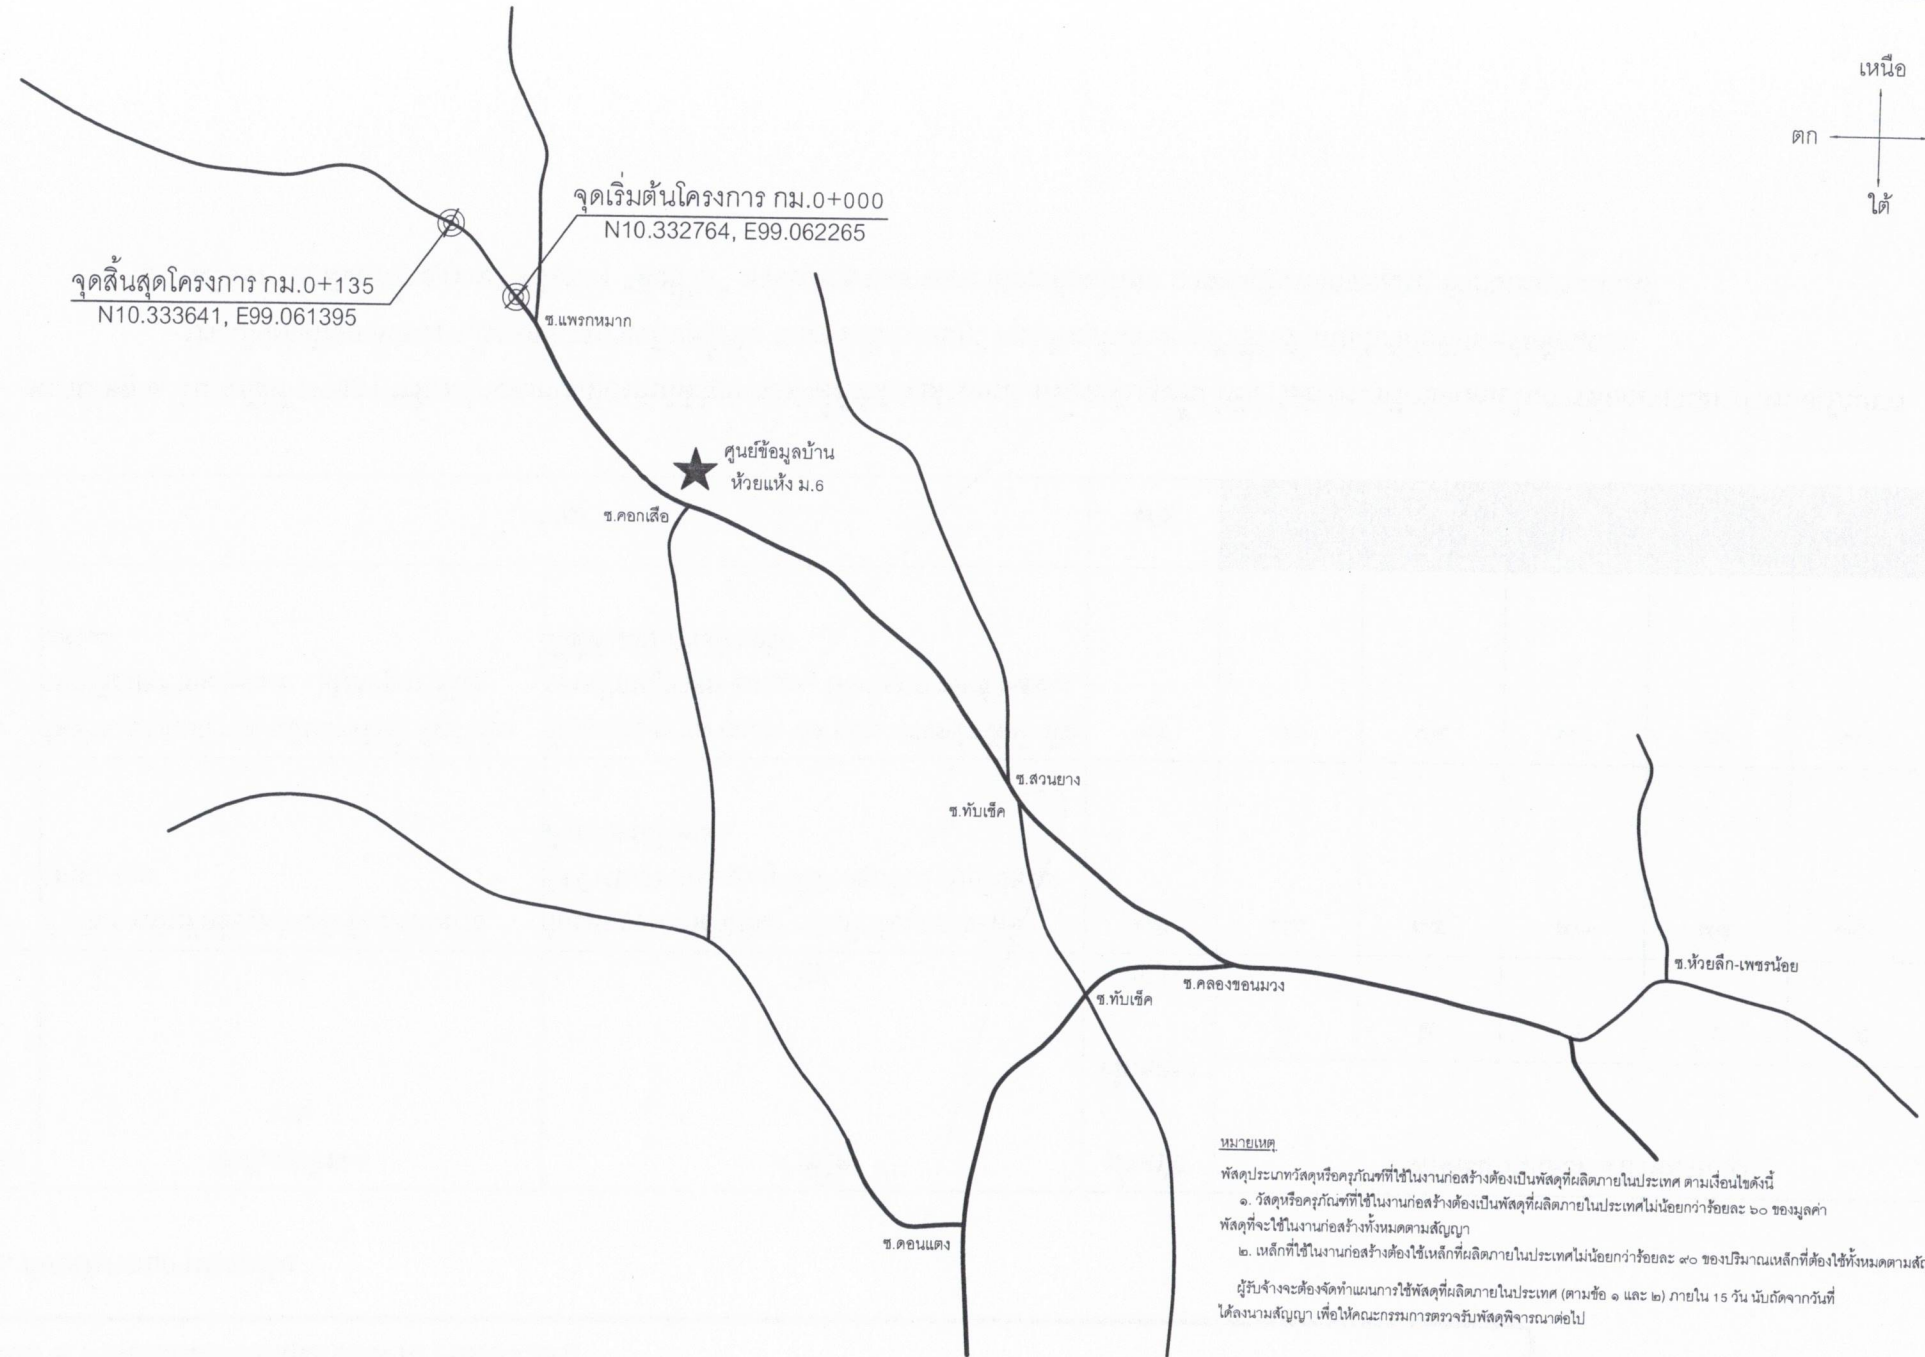 เหนือ
ตก
ใต้
จุดเริ่มต้นโครงการ กม.0+000
N10.332764, E99.062265
จุดสิ้นสุดโครงการ กม.0+135
N10.333641, E99.061395
ซ.แพรกหมาก
ศูนย์ข้อมูลบ้าน
ห้วยแห้ง ม.6
ซ.คอกเสือ
ซ.สวนยาง
ซ.ทับเช็ค
ซ.ห้วยลึก-เพชรน้อย
ซ.คลองขอนมวง
ซ.ทับเช็ค
ซ.ดอนแตง
หมายเหตุ
พัสดุประเภทวัสดุหรือครุภัณฑ์ที่ใช้ในงานก่อสร้างต้องเป็นพัสดุที่ผลิตภายในประเทศ ตามเงื่อนไขดังนี้
๑. วัสดุหรือครุภัณฑ์ที่ใช้ในงานก่อสร้างต้องเป็นพัสดุที่ผลิตภายในประเทศไม่น้อยกว่าร้อยละ ๖๐ ของมูลค่า
พัสดุที่จะใช้ในงานก่อสร้างทั้งหมดตามสัญญา
๒. เหล็กที่ใช้ในงานก่อสร้างต้องใช้เหล็กที่ผลิตภายในประเทศไม่น้อยกว่าร้อยละ ๙๐ ของปริมาณเหล็กที่ต้องใช้ทั้งหมดตาม
ผู้รับจ้างจะต้องจัดทำแผนการใช้พัสดุที่ผลิตภายในประเทศ (ตามข้อ ๑ และ ๒) ภายใน 15 วัน นับถัดจากวันที่
ได้ลงนามสัญญา เพื่อให้คณะกรรมการตรวจรับพัสดุพิจารณาต่อไป